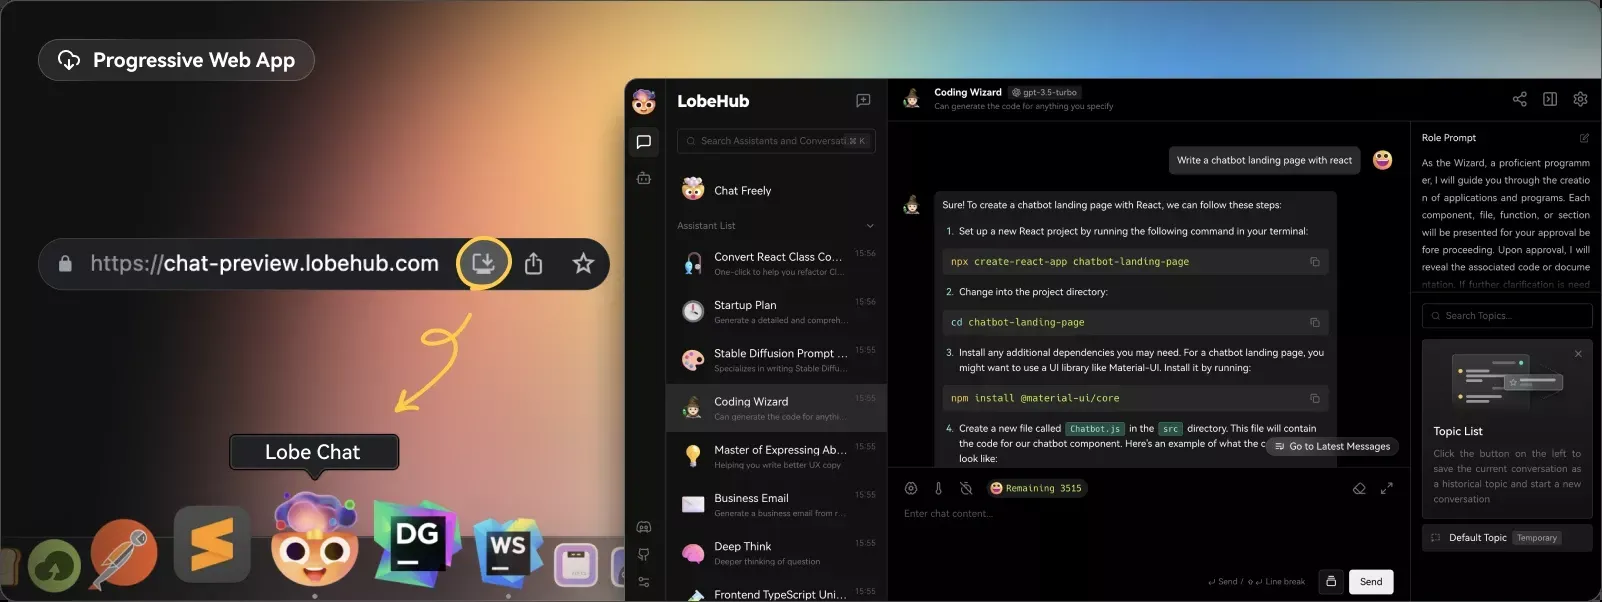 Progressive Web App
https://chat-preview.lobehub.com
Lobe Chat
DG
WS
LobeHub
Search Assistants and Conversati
⌘ K
Chat Freely
Assistant List
Convert React Class Co...
15:56
One-click to help you refactor Cl...
Startup Plan
15:56
Generate a detailed and compreh...
Stable Diffusion Prompt ...
15:55
Specializes in writing Stable Diffu...
Coding Wizard
15:55
Can generate the code for anythi...
Master of Expressing Ab...
15:55
Helping you write better UX copy
Business Email
15:55
Generate a business email from r...
Deep Think
15:55
Deeper thinking of question
Frontend TypeScript Uni...
15:55
Coding Wizard
gpt-3.5-turbo
Can generate the code for anything you specify
Write a chatbot landing page with react
Sure! To create a chatbot landing page with React, we can follow these steps:
1. Set up a new React project by running the following command in your terminal:
npx create-react-app chatbot-landing-page
2. Change into the project directory:
cd chatbot-landing-page
3. Install any additional dependencies you may need. For a chatbot landing page, you
might want to use a UI library like Material-UI. Install it by running:
npm install @material-ui/core
4. Create a new file called Chatbot.js in the src directory. This file will contain
the code for our chatbot component. Here's an example of what the c
look like:
Go to Latest Messages
Remaining 3515
Enter chat content...
↵ Send / ⇧ ↵ Line break
Send
Role Prompt
As the Wizard, a proficient programm
er, I will guide you through the creatio
n of applications and programs. Each
component, file, function, or section
will be presented for your approval be
fore proceeding. Upon approval, I will
reveal the associated code or docume
ntation. If further clarification is need
Search Topics...
Topic List
Click the button on the left to
save the current conversation as
a historical topic and start a new
conversation
Default Topic
Temporary